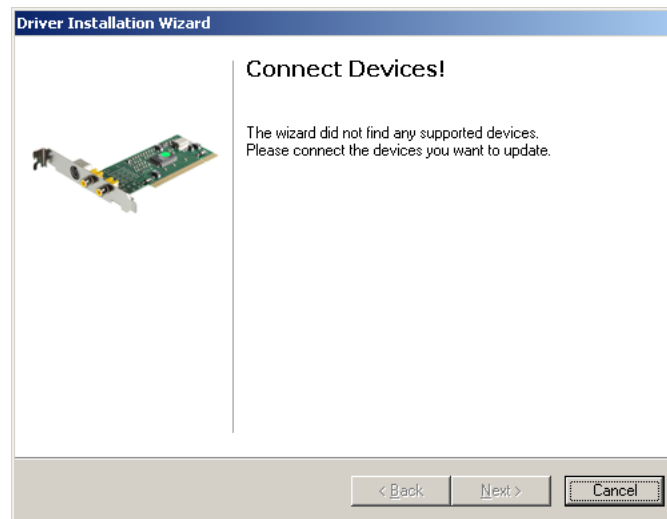 Driver Installation Wizard
Connect Devices!
The wizard did not find any supported devices.
Please connect the devices you want to update.
< Back
Next >
Cancel